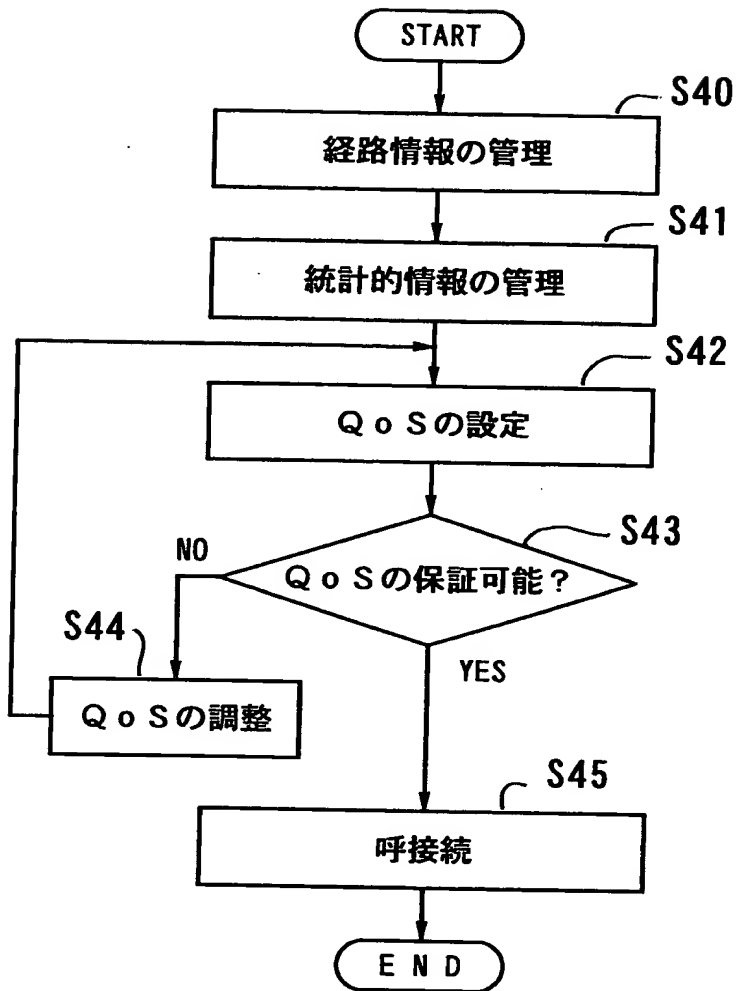 START
S40
経路情報の管理
S41
統計的情報の管理
S42
QoSの設定
S43
QoSの保証可能?
NO
YES
S44
QoSの調整
S45
呼接続
END